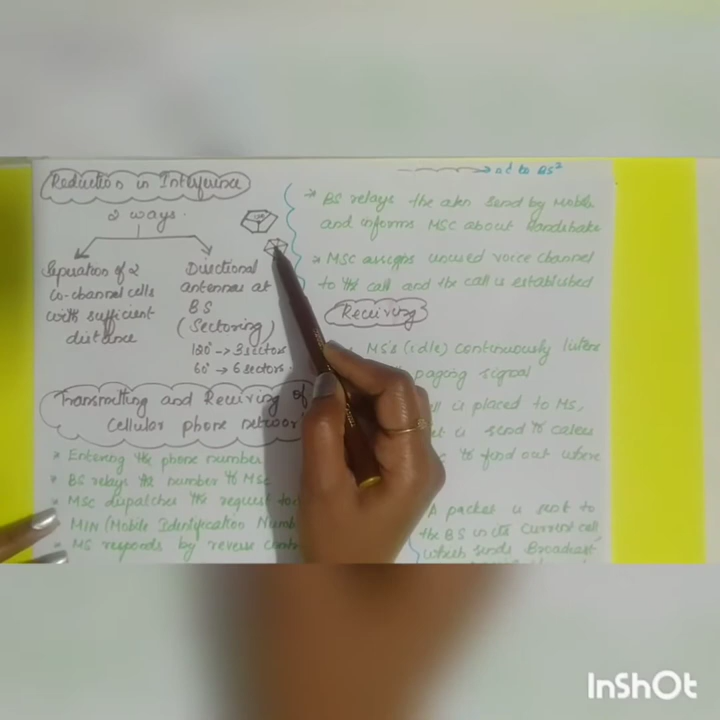 Reduction in Interference
2 ways.
Separation of 2
co-channel cells
with sufficient
distance
Directional
antennas at
BS
(Sectoring)
120° → 3 sectors
60° → 6 sectors
Transmitting and Receiving of
Cellular phone network
* Entering the phone number
* BS relays the number to MSC
* MSC dispatches the request to
MIN (Mobile Identification Numb
* MS responds by reverse contr
to BS²
→ BS relays the send by Mobile
and informs MSC about Handshake
→ MSC assigns unused voice channel
to the call and the call is established
Receiving
MS's (idle) continuously listens
paging signal
is placed to MS,
is send to callees
to find out where
A packet is sent to
the BS in its current cell
which sends Broadcast
InShOt